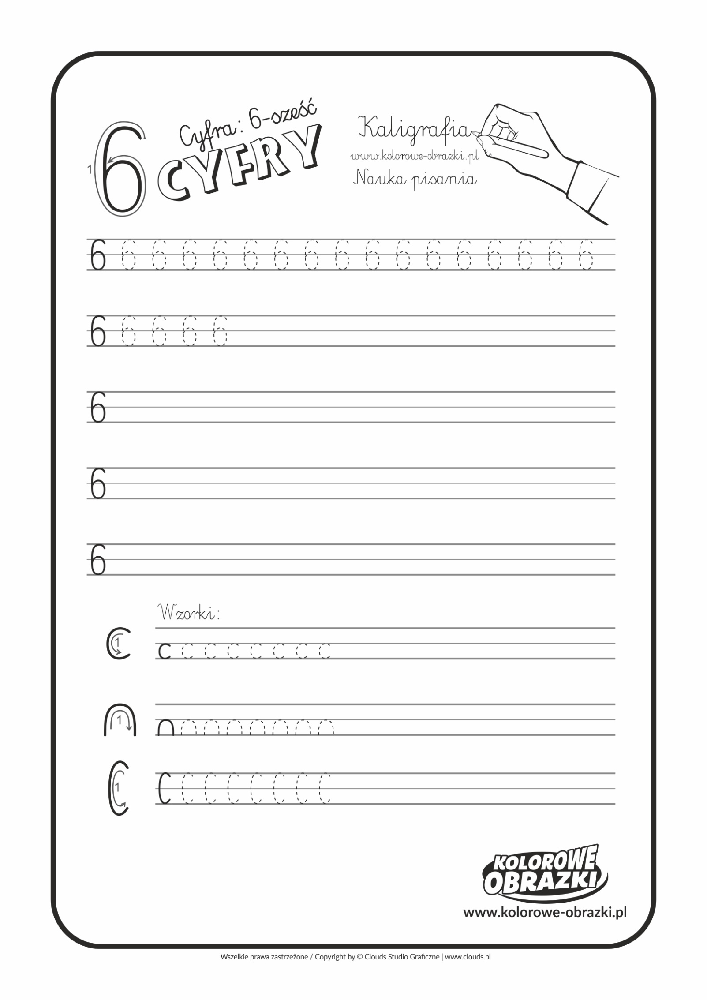 1 6
Cyfra: 6-sześć
CYFRY
Kaligrafia
www.kolorowe-obrazki.pl
Nauka pisania
6 6 6 6 6 6 6 6 6 6 6 6 6 6 6 6 6
6 6 6 6 6
6
6
6
Wzorki:
C 1 c c c c c c c c
n 1 n n n n n n n n
C 1 C C C C C C C C
KOLOROWE
OBRAZKI
www.kolorowe-obrazki.pl
Wszelkie prawa zastrzeżone / Copyright by © Clouds Studio Graficzne | www.clouds.pl